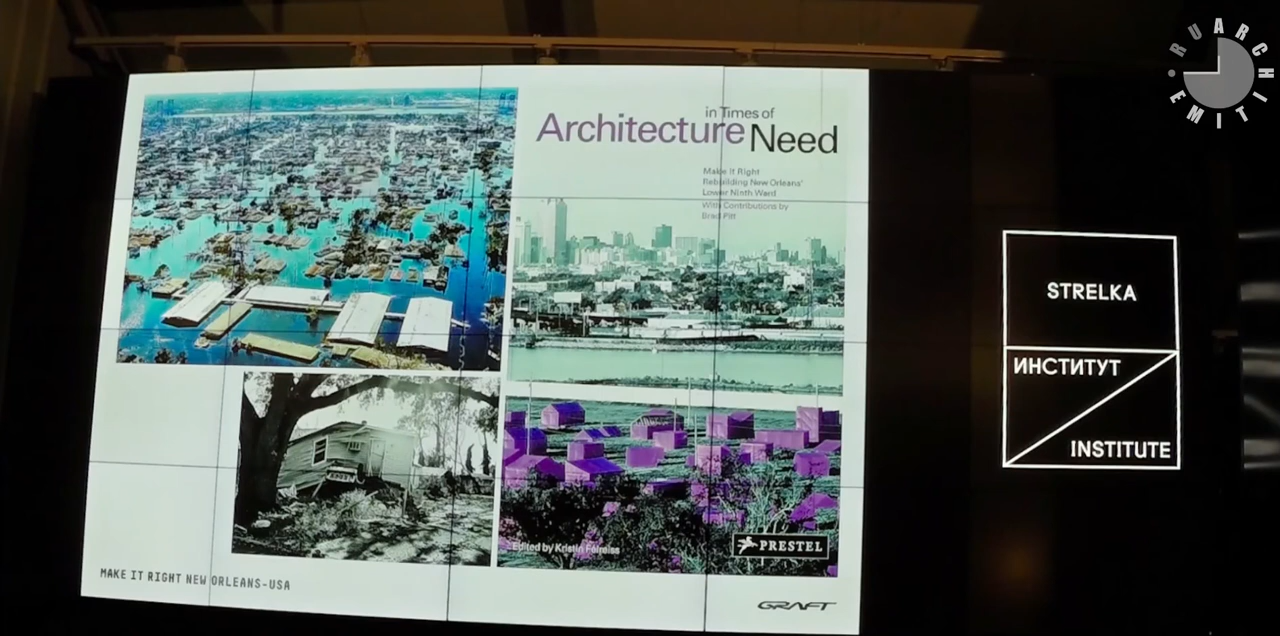 in Times of
Architecture Need
Make It Right
Rebuilding New Orleans'
Lower Ninth Ward
With Contributions by
Brad Pitt
Edited by Kristin Feireiss
PRESTEL
MAKE IT RIGHT NEW ORLEANS-USA
GRAFT
STRELKA
ИНСТИТУТ
INSTITUTE
RUARCH
TIME